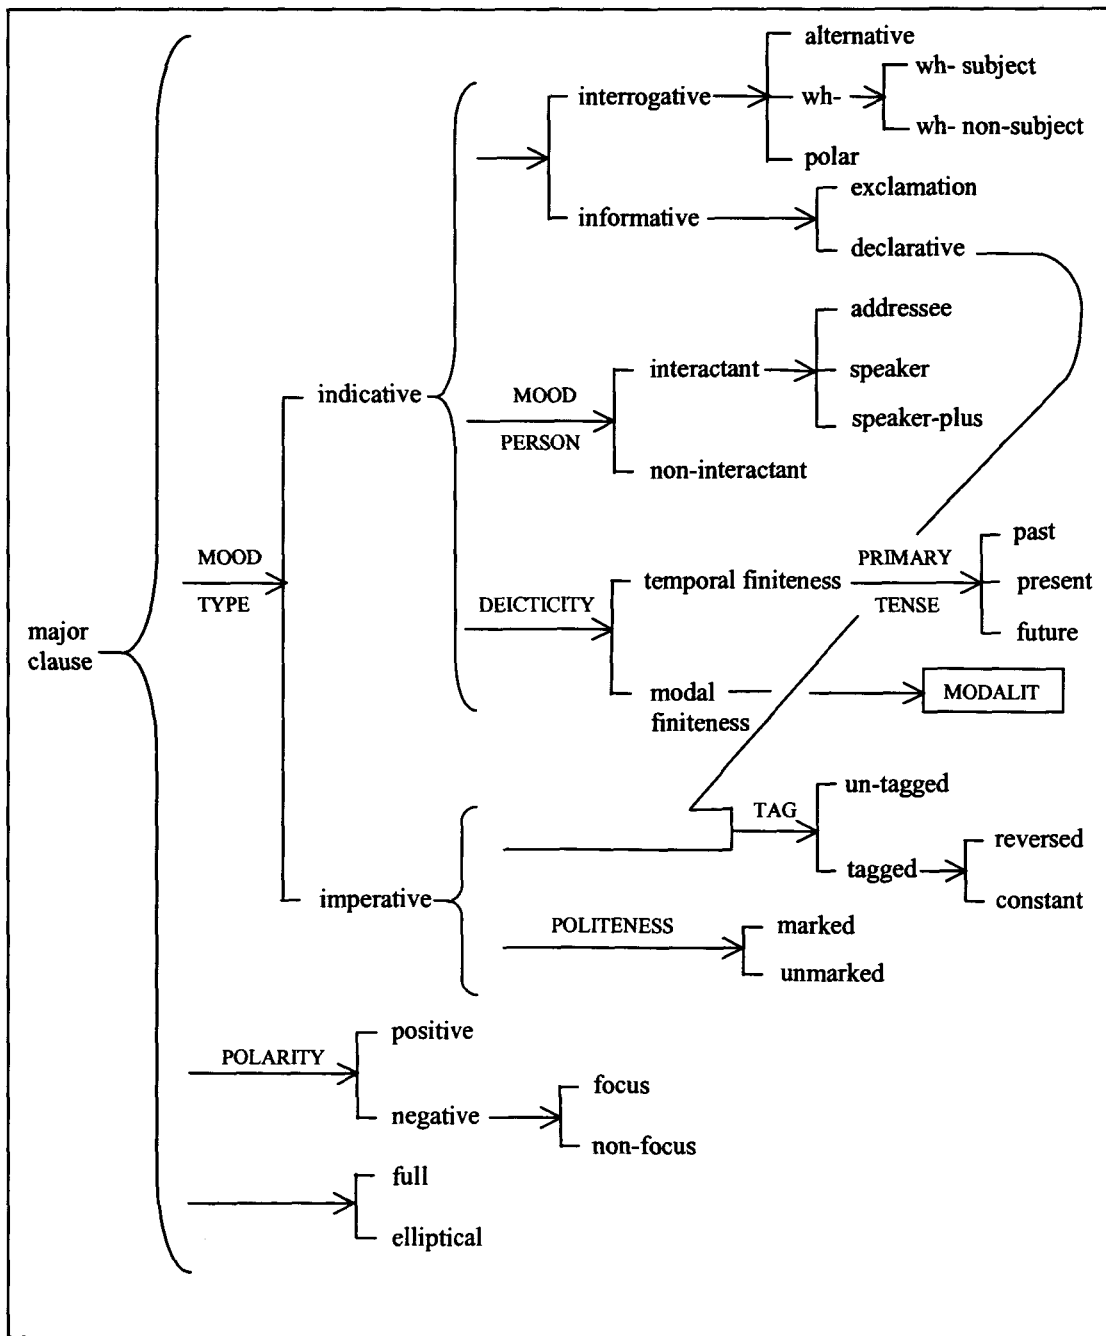 alternative
wh- subject
interrogative
wh-
wh- non-subject
polar
exclamation
informative
declarative
addressee
interactant
speaker
indicative
MOOD
PERSON
speaker-plus
non-interactant
past
MOOD
TYPE
PRIMARY
TENSE
temporal finiteness
present
DEICTICITY
future
major
clause
modal
finiteness
MODALIT
un-tagged
TAG
reversed
tagged
imperative
constant
POLITENESS
marked
unmarked
positive
POLARITY
focus
negative
non-focus
full
elliptical